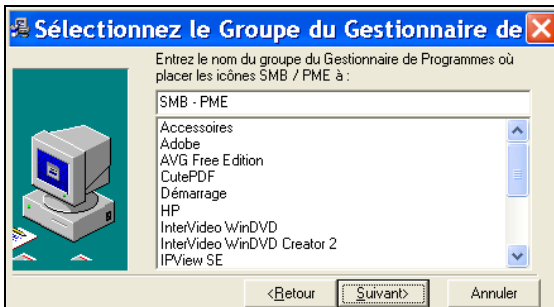 Sélectionnez le Groupe du Gestionnaire de
Entrez le nom du groupe du Gestionnaire de Programmes où
placer les icônes SMB / PME à :
SMB - PME
Accessoires
Adobe
AVG Free Edition
CutePDF
Démarrage
HP
InterVideo WinDVD
InterVideo WinDVD Creator 2
IPView SE
<Retour
Suivant>
Annuler